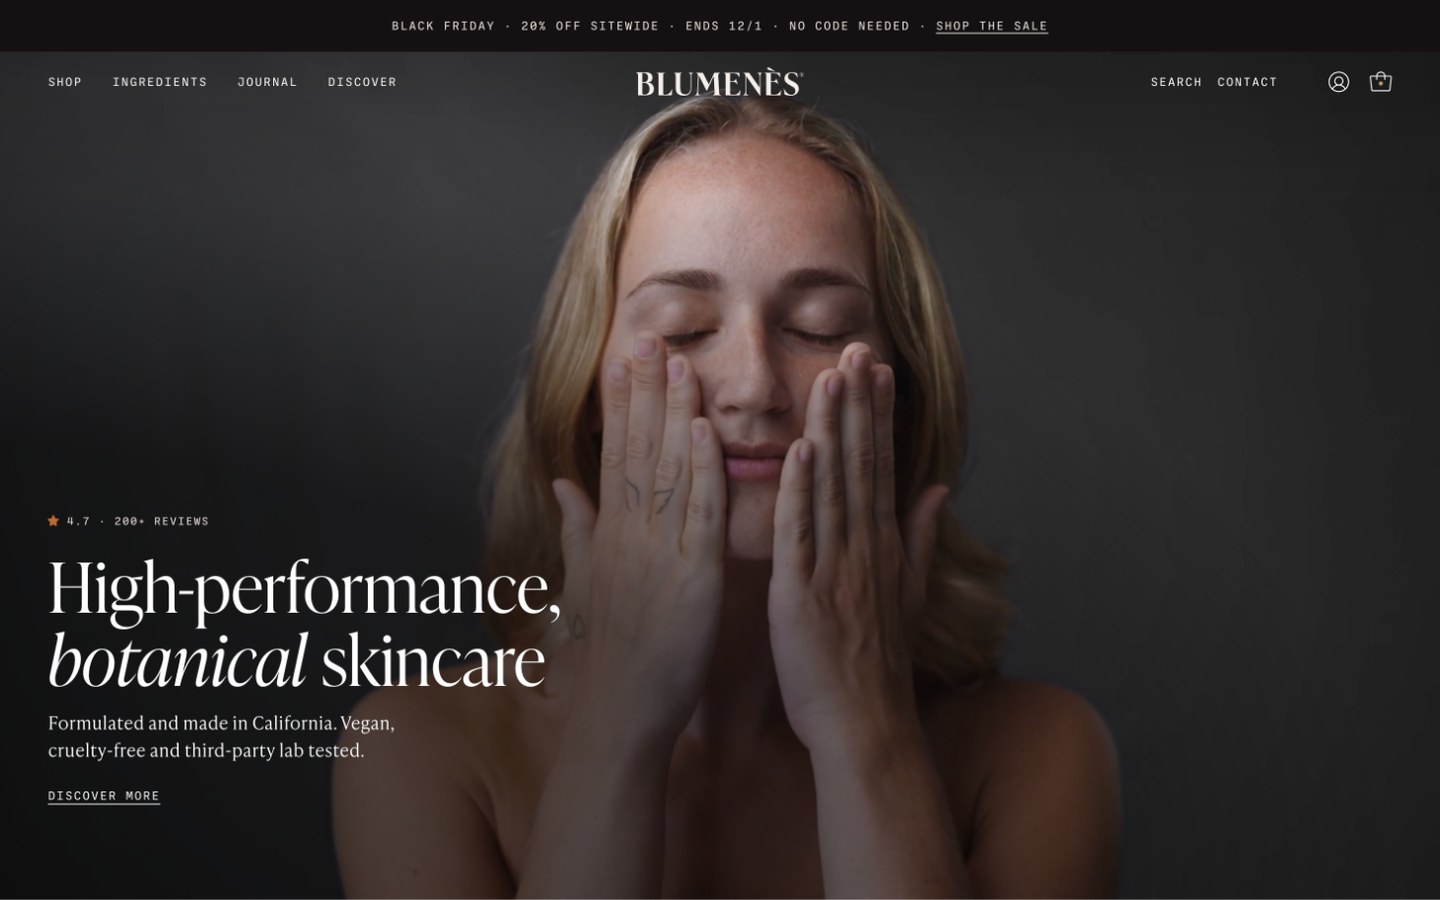 BLACK FRIDAY · 20% OFF SITEWIDE · ENDS 12/1 · NO CODE NEEDED · SHOP THE SALE
SHOP INGREDIENTS JOURNAL DISCOVER BLUMENÈS® SEARCH CONTACT
4.7 · 200+ REVIEWS
High-performance,
botanical skincare
Formulated and made in California. Vegan,
cruelty-free and third-party lab tested.
DISCOVER MORE